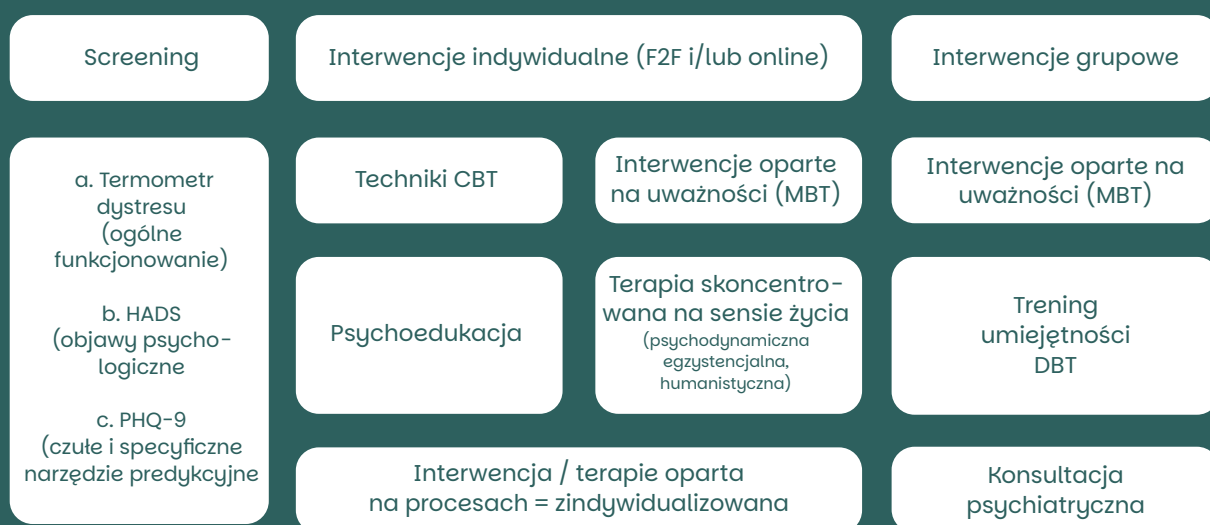 Screening
Interwencje indywidualne (F2F i/lub online)
Interwencje grupowe
a. Termometr
dystresu
(ogólne
funkcjonowanie)
b. HADS
(objawy psycho-
logiczne
c. PHQ-9
(czułe i specyficzne
narzędzie predykcyjne
Techniki CBT
Interwencje oparte
na uważności (MBT)
Interwencje oparte na
uważności (MBT)
Psychoedukacja
Terapia skoncentro-
wana na sensie życia
(psychodynamiczna
egzystencjalna,
humanistyczna)
Trening
umiejętności
DBT
Interwencja / terapie oparta
na procesach = zindywidualizowana
Konsultacja
psychiatryczna